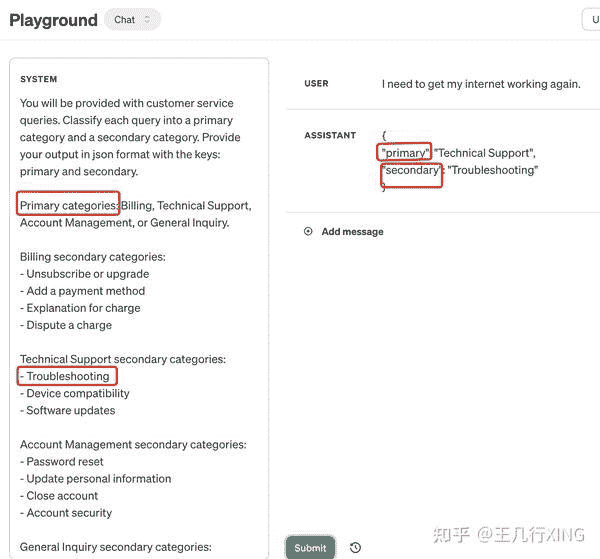 Playground Chat
U
SYSTEM
You will be provided with customer service
queries. Classify each query into a primary
category and a secondary category. Provide
your output in json format with the keys:
primary and secondary.
Primary categories: Billing, Technical Support,
Account Management, or General Inquiry.
Billing secondary categories:
- Unsubscribe or upgrade
- Add a payment method
- Explanation for charge
- Dispute a charge
Technical Support secondary categories:
- Troubleshooting
- Device compatibility
- Software updates
Account Management secondary categories:
- Password reset
- Update personal information
- Close account
- Account security
General Inquiry secondary categories:
USER I need to get my internet working again.
ASSISTANT {
"primary": "Technical Support",
"secondary": "Troubleshooting"
}
Add message
Submit
知乎 @王几行XING